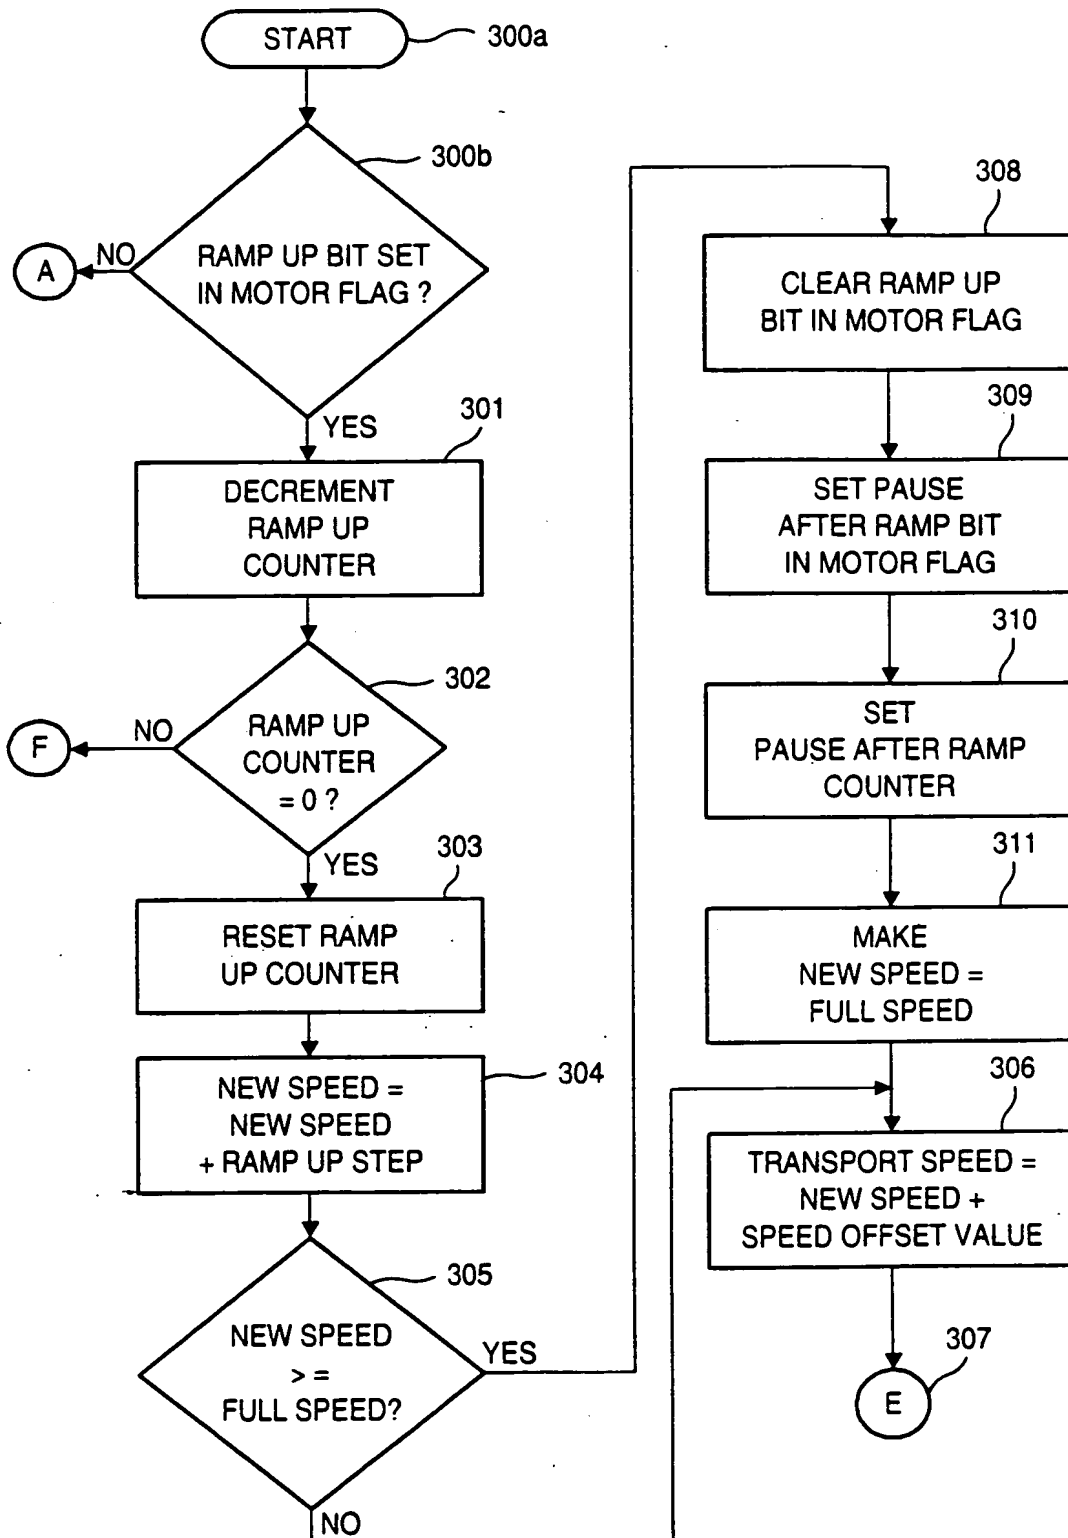 START
300a
300b
RAMP UP BIT SET
IN MOTOR FLAG ?
NO
A
YES
301
DECREMENT
RAMP UP
COUNTER
302
RAMP UP
COUNTER
= 0 ?
NO
F
YES
303
RESET RAMP
UP COUNTER
304
NEW SPEED =
NEW SPEED
+ RAMP UP STEP
305
NEW SPEED
> =
FULL SPEED?
YES
NO
308
CLEAR RAMP UP
BIT IN MOTOR FLAG
309
SET PAUSE
AFTER RAMP BIT
IN MOTOR FLAG
310
SET
PAUSE AFTER RAMP
COUNTER
311
MAKE
NEW SPEED =
FULL SPEED
306
TRANSPORT SPEED =
NEW SPEED +
SPEED OFFSET VALUE
307
E